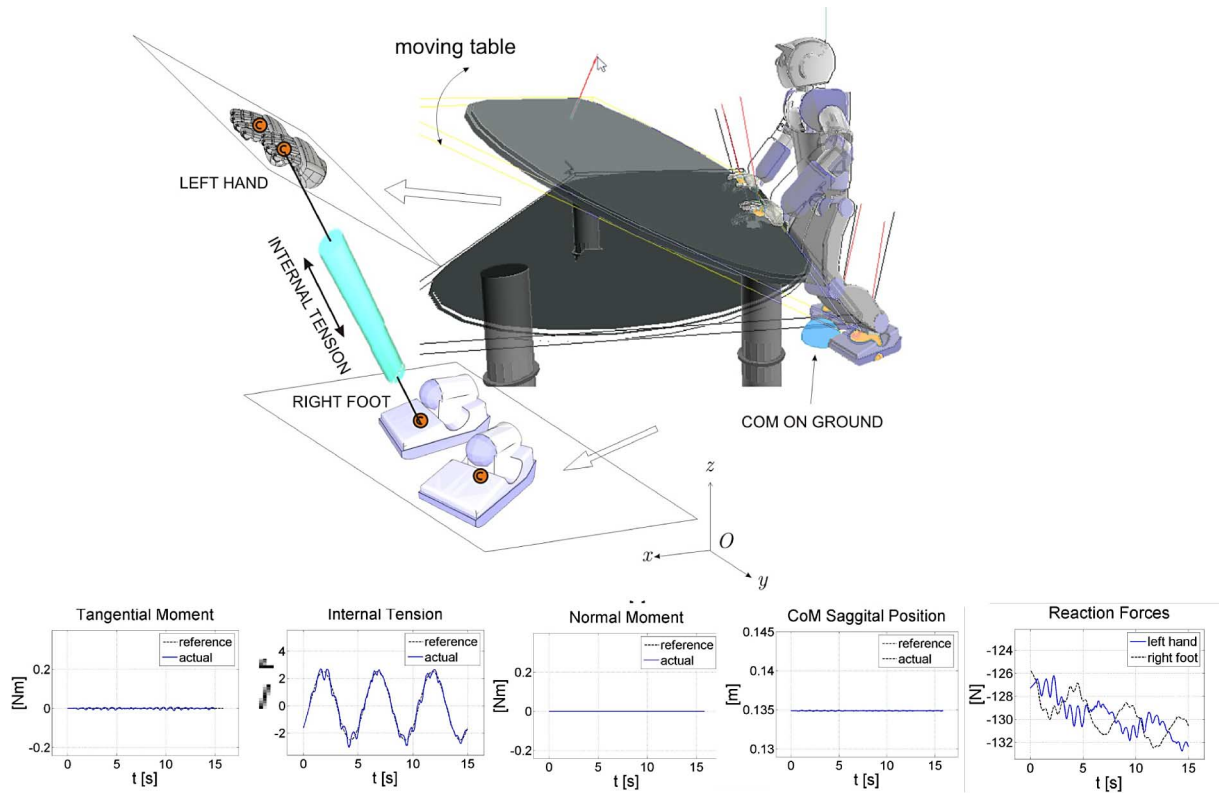 moving table
C
C
LEFT HAND
INTERNAL TENSION
RIGHT FOOT
C
C
COM ON GROUND
z
O
x
y
Tangential Moment
reference
actual
[Nm]
0.2
0
-0.2
0
5
10
15
t [s]
Internal Tension
reference
actual
4
2
0
-2
0
5
10
15
t [s]
Normal Moment
reference
actual
[Nm]
0.2
0
-0.2
0
5
10
15
t [s]
CoM Saggital Position
reference
actual
[m]
0.145
0.14
0.135
0.13
0
5
10
15
t [s]
Reaction Forces
left hand
right foot
[N]
-124
-126
-128
-130
-132
0
5
10
15
t [s]